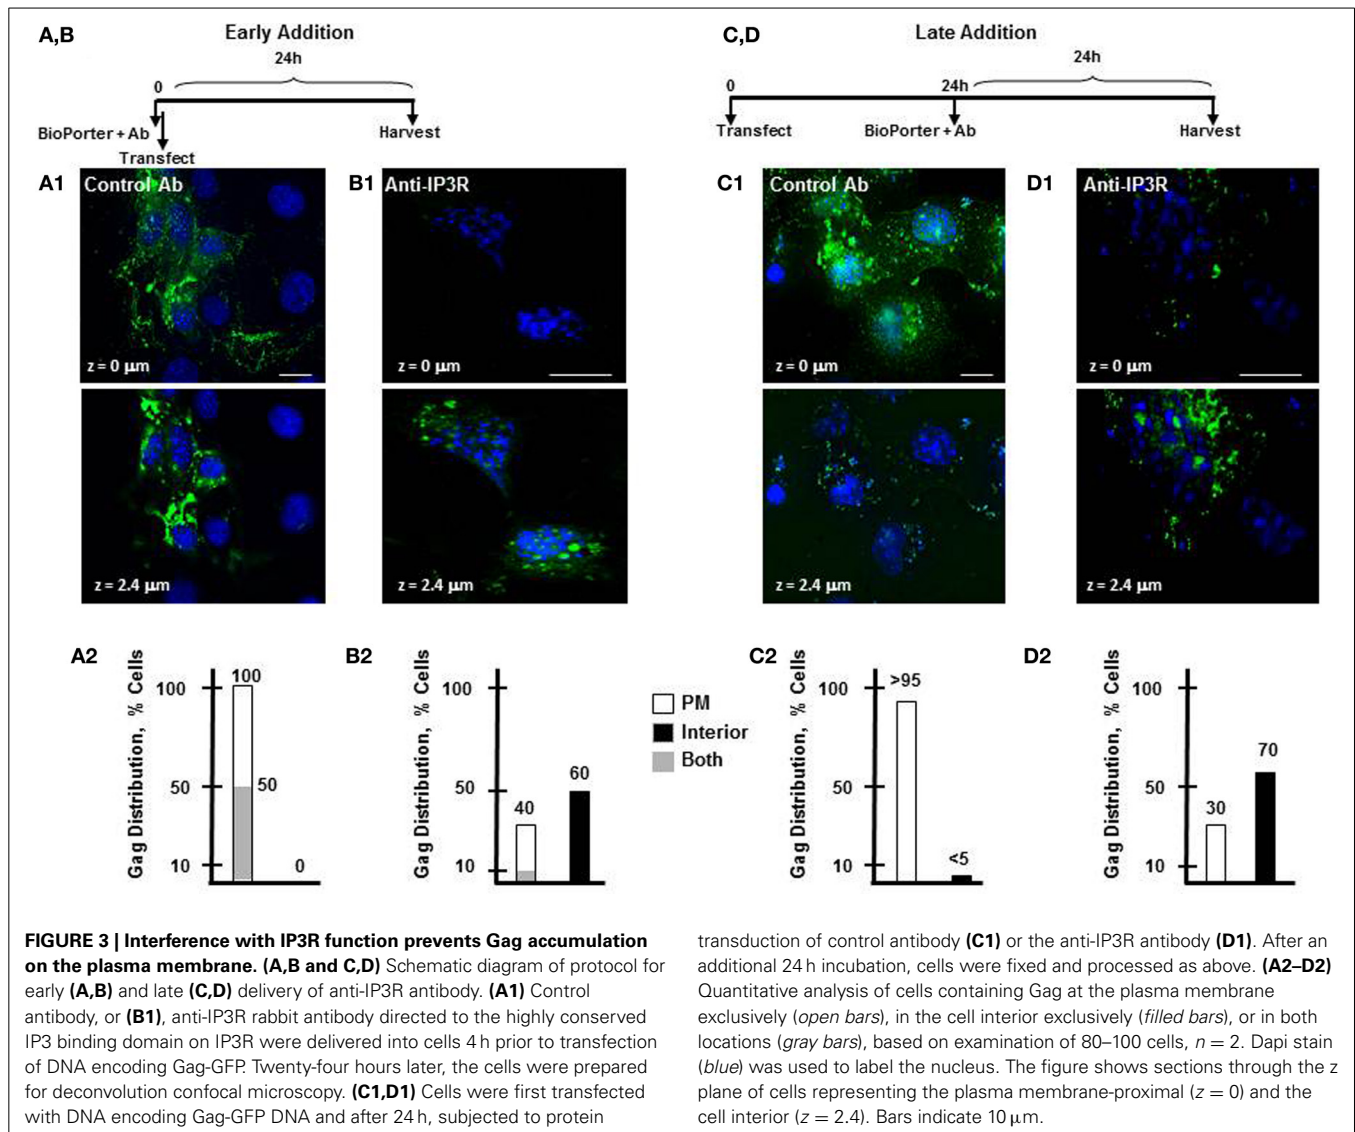 A,B
Early Addition
24h
0
BioPorter + Ab
Transfect
Harvest
C,D
Late Addition
24h
0
24h
Transfect
BioPorter + Ab
Harvest
A1
Control Ab
z = 0 µm
z = 2.4 µm
B1
Anti-IP3R
z = 0 µm
z = 2.4 µm
C1
Control Ab
z = 0 µm
z = 2.4 µm
D1
Anti-IP3R
z = 0 µm
z = 2.4 µm
A2
Gag Distribution, % Cells
100
50
10
100
50
0
B2
Gag Distribution, % Cells
100
50
10
40
60
PM
Interior
Both
C2
Gag Distribution, % Cells
100
50
10
>95
<5
D2
Gag Distribution, % Cells
100
50
10
30
70
FIGURE 3 | Interference with IP3R function prevents Gag accumulation
on the plasma membrane. (A,B and C,D) Schematic diagram of protocol for
early (A,B) and late (C,D) delivery of anti-IP3R antibody. (A1) Control
antibody, or (B1), anti-IP3R rabbit antibody directed to the highly conserved
IP3 binding domain on IP3R were delivered into cells 4 h prior to transfection
of DNA encoding Gag-GFP. Twenty-four hours later, the cells were prepared
for deconvolution confocal microscopy. (C1,D1) Cells were first transfected
with DNA encoding Gag-GFP DNA and after 24 h, subjected to protein
transduction of control antibody (C1) or the anti-IP3R antibody (D1). After an
additional 24 h incubation, cells were fixed and processed as above. (A2–D2)
Quantitative analysis of cells containing Gag at the plasma membrane
exclusively (open bars), in the cell interior exclusively (filled bars), or in both
locations (gray bars), based on examination of 80–100 cells, n = 2. Dapi stain
(blue) was used to label the nucleus. The figure shows sections through the z
plane of cells representing the plasma membrane-proximal (z = 0) and the
cell interior (z = 2.4). Bars indicate 10 µm.